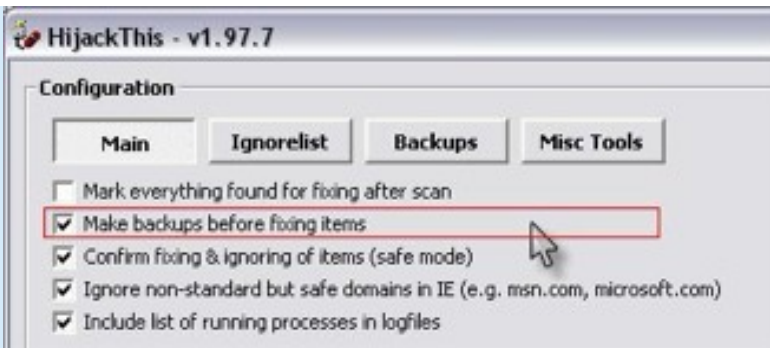 HijackThis - v1.97.7
Configuration
Main Ignorelist Backups Misc Tools
Mark everything found for fixing after scan
Make backups before fixing items
Confirm fixing & ignoring of items (safe mode)
Ignore non-standard but safe domains in IE (e.g. msn.com, microsoft.com)
Include list of running processes in logfiles